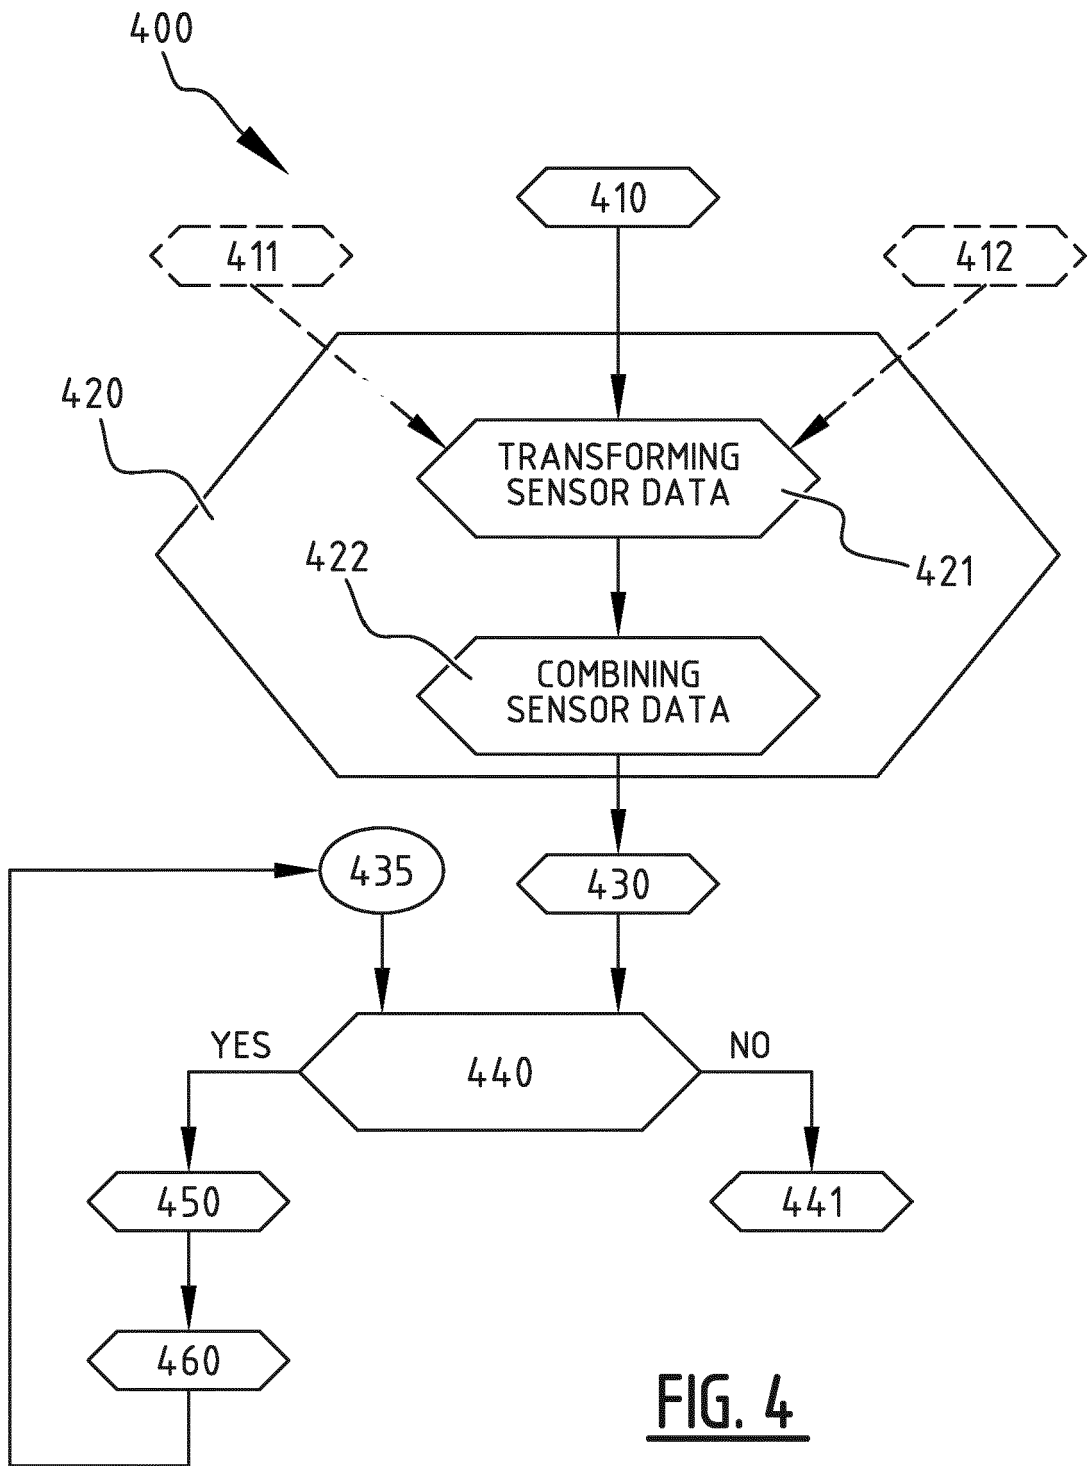 400
410
411
412
420
TRANSFORMING
SENSOR DATA
422
421
COMBINING
SENSOR DATA
435
430
YES
440
NO
450
441
460
FIG. 4